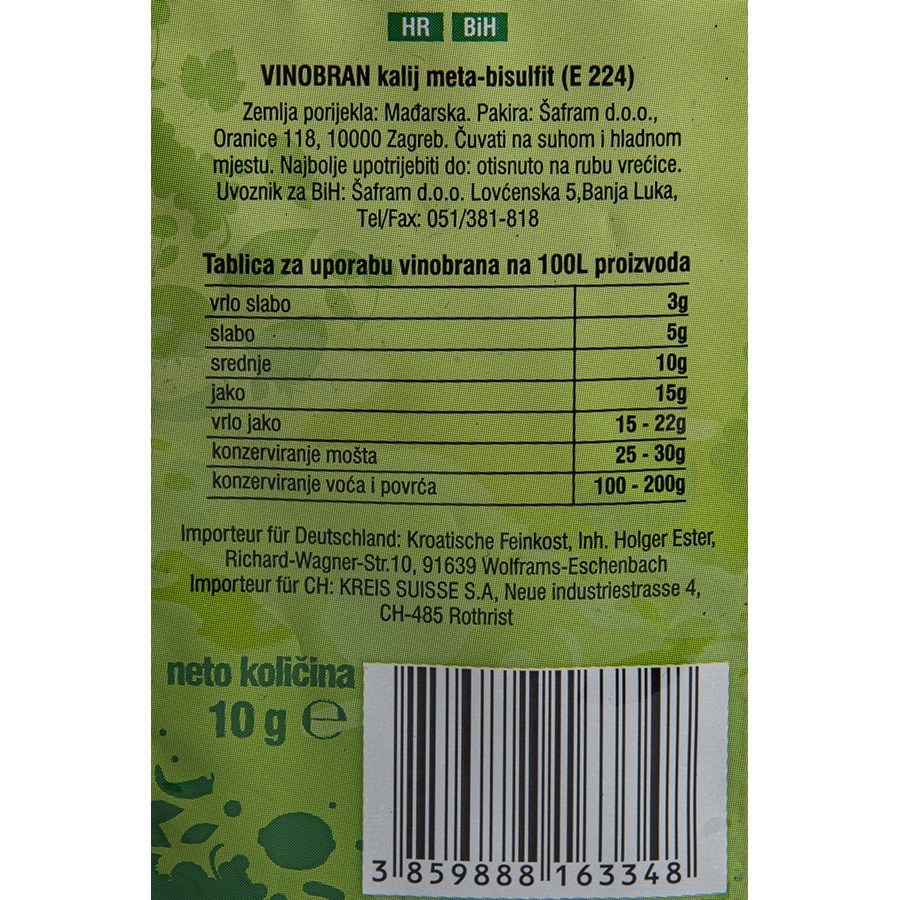 HR BiH
VINOBRAN kalij meta-bisulfit (E 224)
Zemlja porijekla: Mađarska. Pakira: Šafram d.o.o.,
Oranice 118, 10000 Zagreb. Čuvati na suhom i hladnom
mjestu. Najbolje upotrijebiti do: otisnuto na rubu vrećice.
Uvoznik za BiH: Šafram d.o.o. Lovćenska 5,Banja Luka,
Tel/Fax: 051/381-818
Tablica za uporabu vinobrana na 100L proizvoda
vrlo slabo 3g
slabo 5g
srednje 10g
jako 15g
vrlo jako 15 - 22g
konzerviranje mošta 25 - 30g
konzerviranje voća i povrća 100 - 200g
Importeur für Deutschland: Kroatische Feinkost, Inh. Holger Ester,
Richard-Wagner-Str.10, 91639 Wolframs-Eschenbach
Importeur für CH: KREIS SUISSE S.A, Neue industriestrasse 4,
CH-485 Rothrist
neto količina
10 g e
3 859888 163348